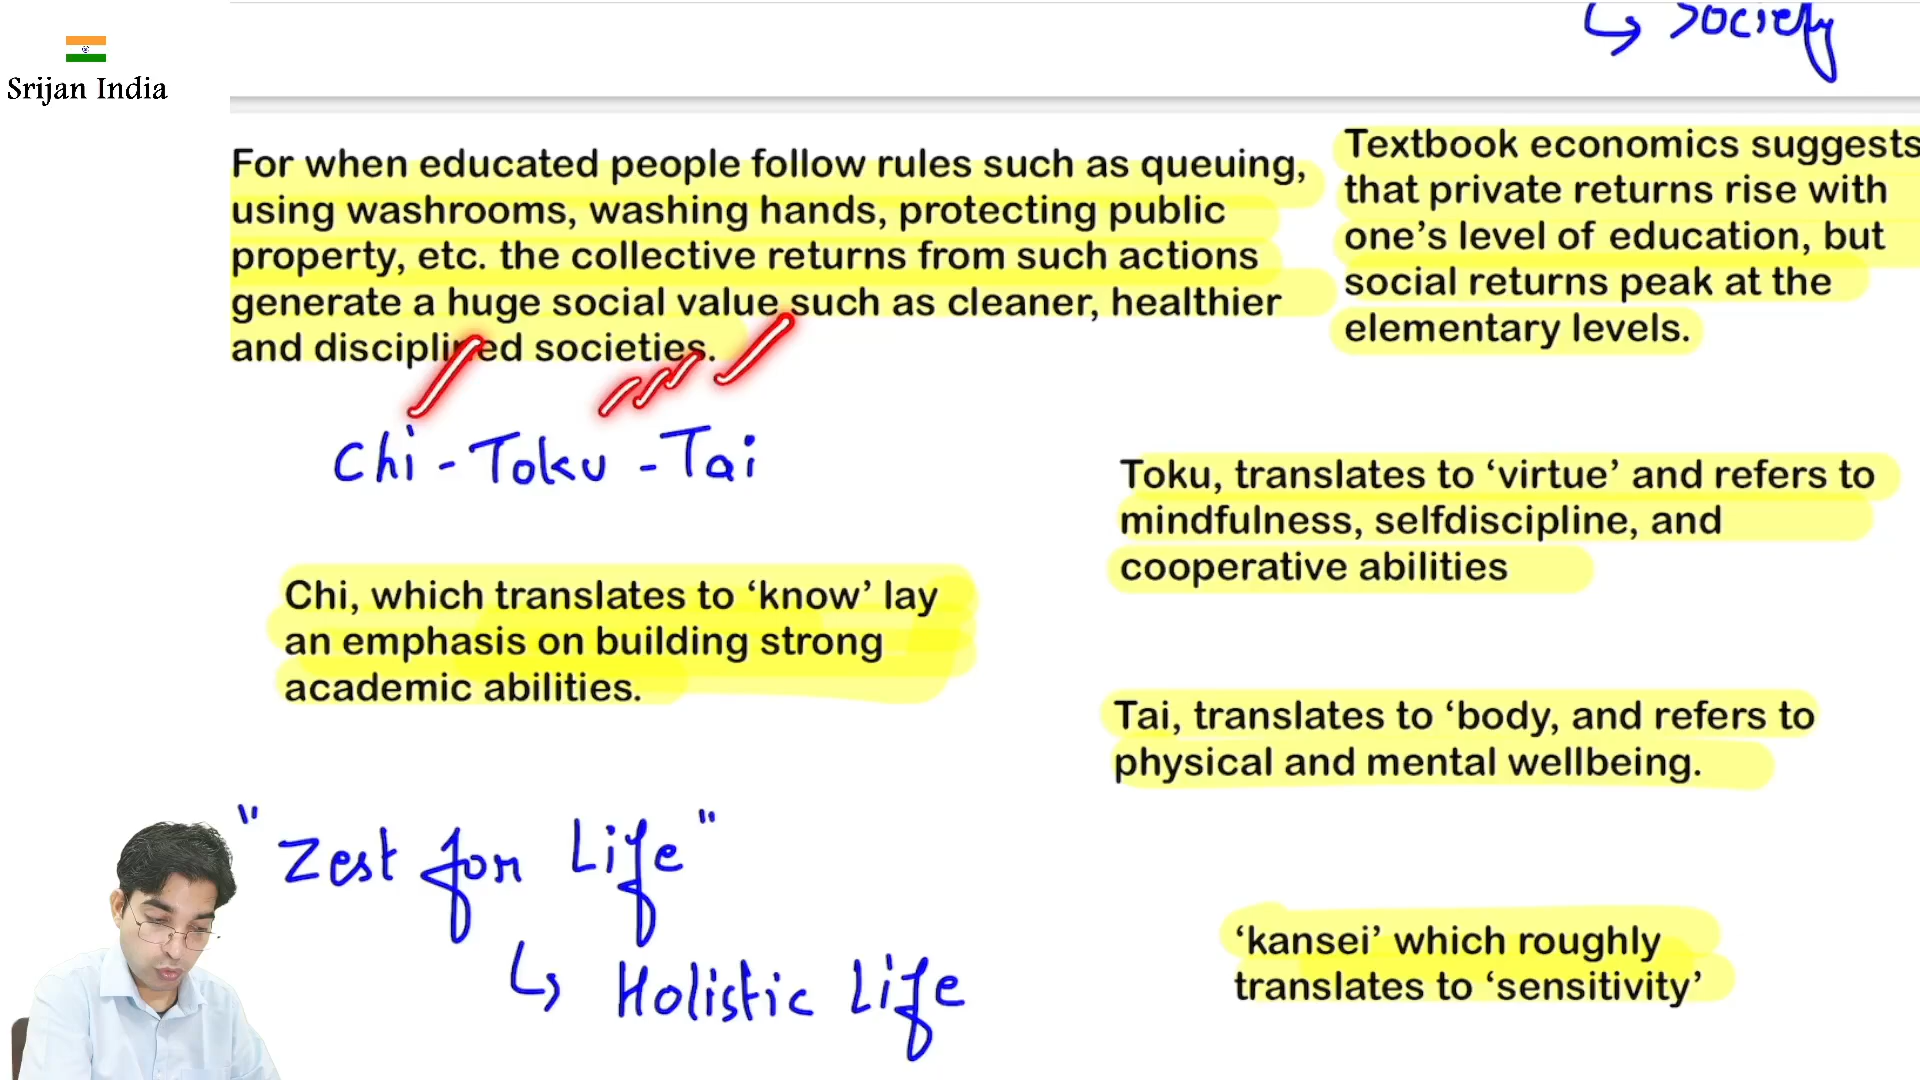 Society
Srijan India
For when educated people follow rules such as queuing,
using washrooms, washing hands, protecting public
property, etc. the collective returns from such actions
generate a huge social value such as cleaner, healthier
and disciplined societies.
Textbook economics suggests
that private returns rise with
one’s level of education, but
social returns peak at the
elementary levels.
Chi - Toku - Tai
Toku, translates to ‘virtue’ and refers to
mindfulness, selfdiscipline, and
cooperative abilities
Chi, which translates to ‘know’ lay
an emphasis on building strong
academic abilities.
Tai, translates to ‘body, and refers to
physical and mental wellbeing.
"Zest for Life"
Holistic Life
‘kansei’ which roughly
translates to ‘sensitivity’